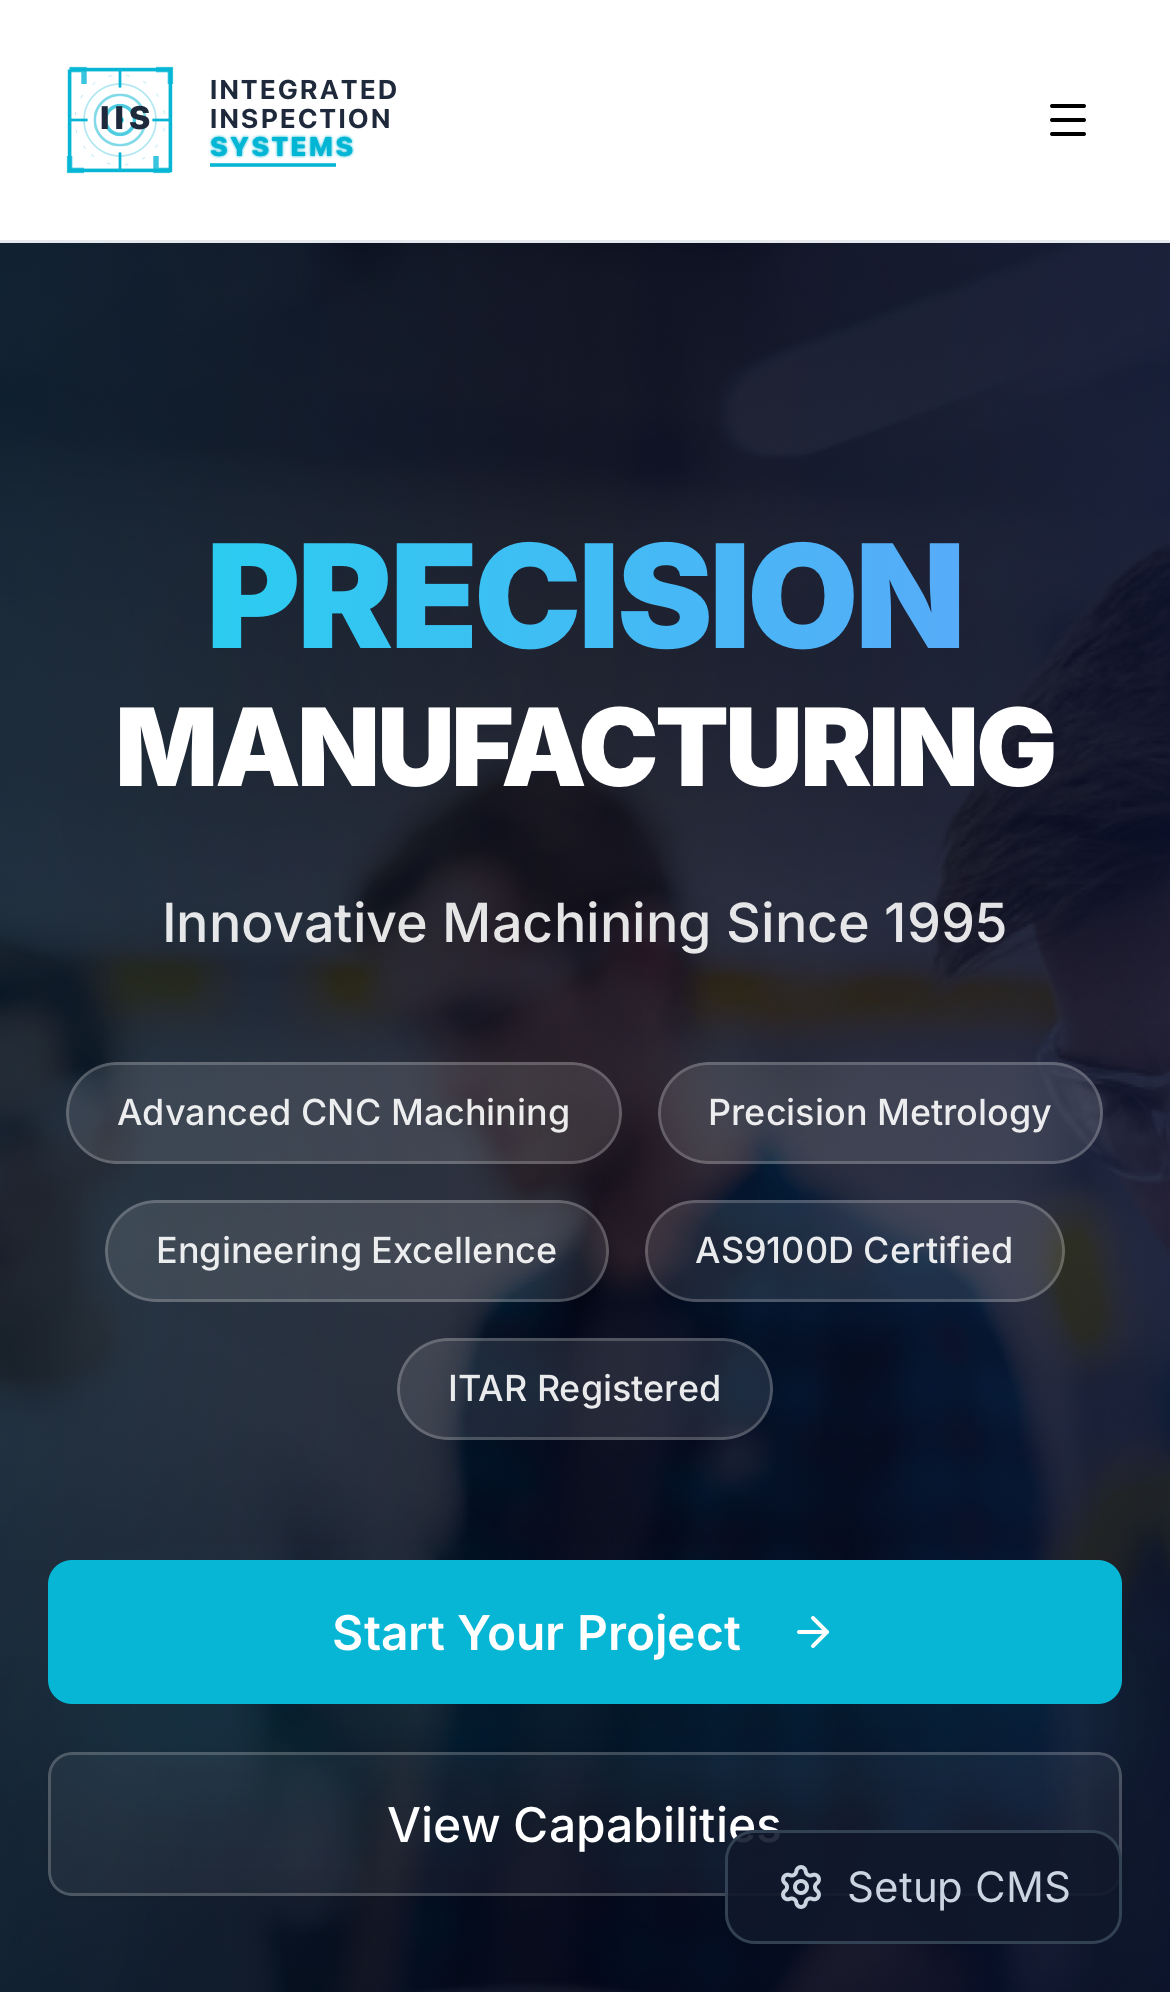 IIS
INTEGRATED
INSPECTION
SYSTEMS
PRECISION
MANUFACTURING
Innovative Machining Since 1995
Advanced CNC Machining
Precision Metrology
Engineering Excellence
AS9100D Certified
ITAR Registered
Start Your Project
View Capabilities
Setup CMS